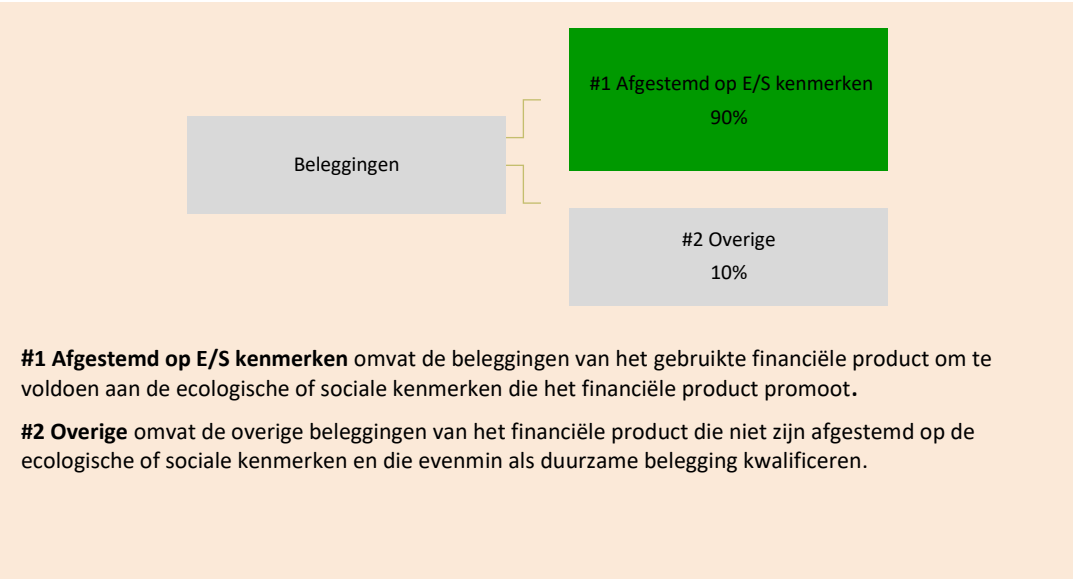 #1 Afgestemd op E/S kenmerken
90%
Beleggingen
#2 Overige
10%
#1 Afgestemd op E/S kenmerken omvat de beleggingen van het gebruikte financiële product om te
voldoen aan de ecologische of sociale kenmerken die het financiële product promoot.
#2 Overige omvat de overige beleggingen van het financiële product die niet zijn afgestemd op de
ecologische of sociale kenmerken en die evenmin als duurzame belegging kwalificeren.